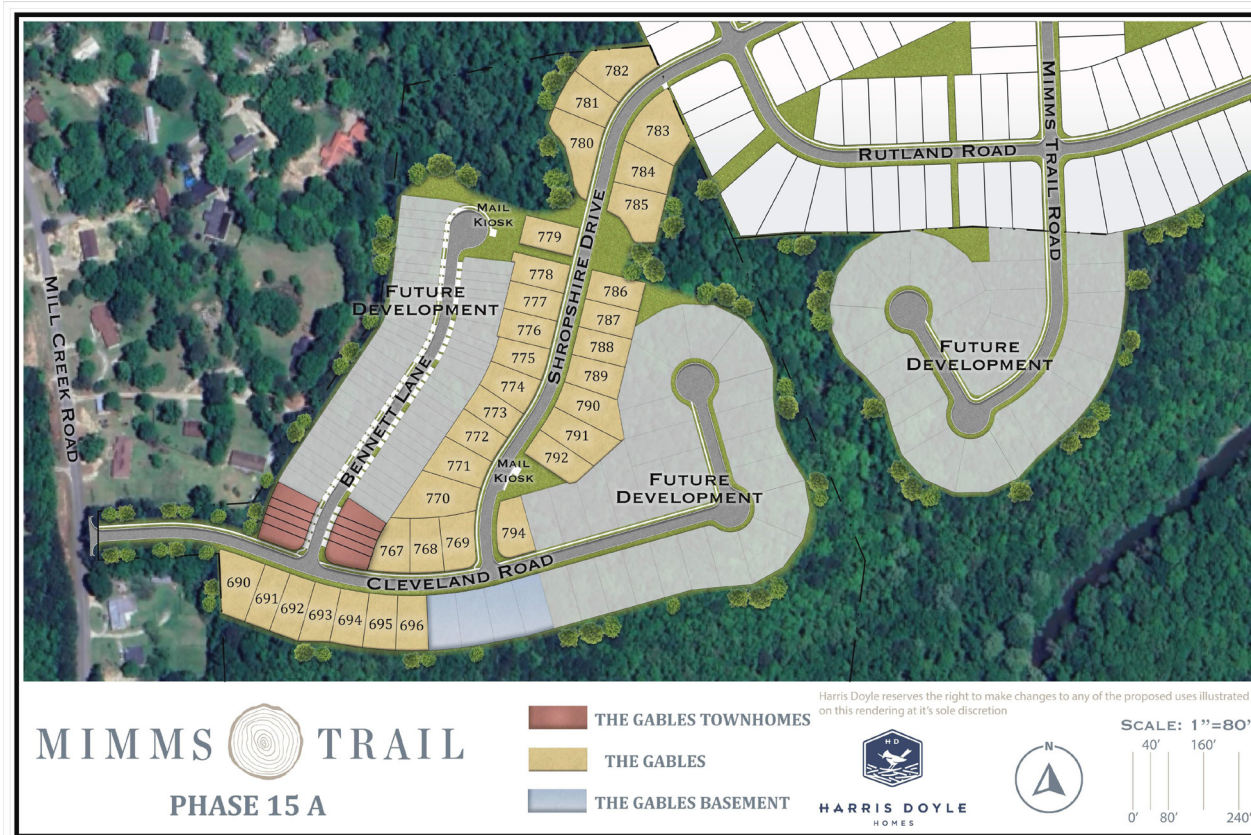 782
781
780
783
784
785
MIMMS TRAIL ROAD
RUTLAND ROAD
MAIL
KIOSK
779
SHROPSHIRE DRIVE
778
777
776
775
774
773
772
771
770
786
787
788
789
790
791
792
FUTURE
DEVELOPMENT
BENNETT LANE
MILL CREEK ROAD
FUTURE
DEVELOPMENT
MAIL
KIOSK
FUTURE
DEVELOPMENT
794
767
768
769
CLEVELAND ROAD
690
691
692
693
694
695
696
MIMMS TRAIL
PHASE 15 A
THE GABLES TOWNHOMES
THE GABLES
THE GABLES BASEMENT
Harris Doyle reserves the right to make changes to any of the proposed uses illustrated
on this rendering at it's sole discretion
HD
HARRIS DOYLE
HOMES
N
SCALE: 1"=80'
40' 160'
0' 80' 240'